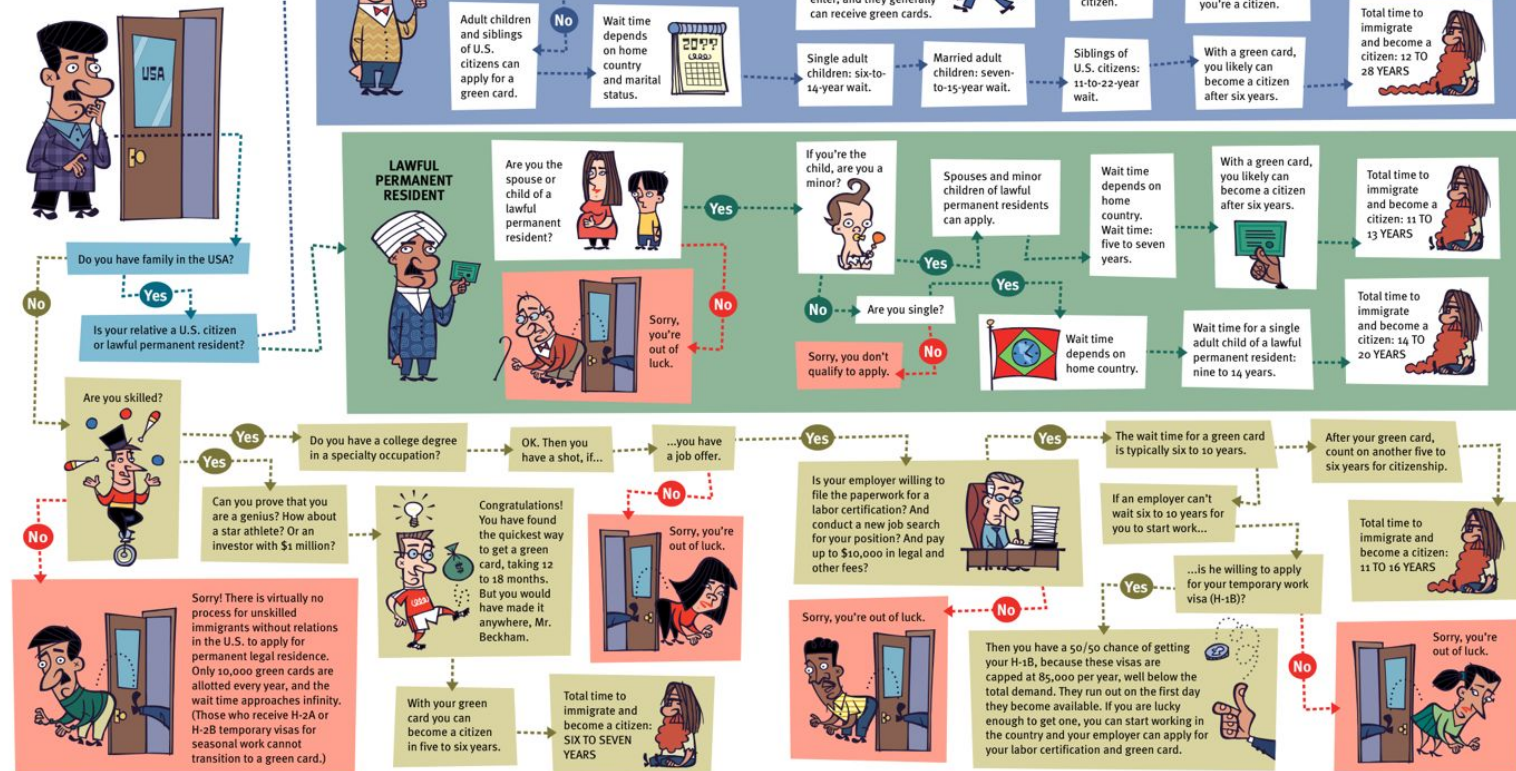 USA
Adult children
and siblings
of U.S.
citizens can
apply for a
green card.
No
Wait time
depends
on home
country
and marital
status.
20??
enter, and they generally
can receive green cards.
citizen.
you're a citizen.
Single adult
children: six-to-
14-year wait.
Married adult
children: seven-
to-15-year wait.
Siblings of
U.S. citizens:
11-to-22-year
wait.
With a green card,
you likely can
become a citizen
after six years.
Total time to
immigrate
and become a
citizen: 12 TO
28 YEARS
Do you have family in the USA?
No
Yes
Is your relative a U.S. citizen
or lawful permanent resident?
LAWFUL
PERMANENT
RESIDENT
Are you the
spouse or
child of a
lawful
permanent
resident?
Yes
No
Sorry,
you're
out of
luck.
If you're the
child, are you a
minor?
Yes
Spouses and minor
children of lawful
permanent residents
can apply.
Wait time
depends on
home
country.
Wait time:
five to seven
years.
With a green card,
you likely can
become a citizen
after six years.
Total time to
immigrate
and become a
citizen: 11 TO
13 YEARS
No
Are you single?
Yes
No
Sorry, you don't
qualify to apply.
Wait time
depends on
home country.
Wait time for a single
adult child of a lawful
permanent resident:
nine to 14 years.
Total time to
immigrate
and become a
citizen: 14 TO
20 YEARS
Are you skilled?
Yes
Do you have a college degree
in a specialty occupation?
OK. Then you
have a shot, if...
...you have
a job offer.
No
Sorry, you're
out of luck.
Yes
Can you prove that you
are a genius? How about
a star athlete? Or an
investor with $1 million?
Congratulations!
You have found
the quickest way
to get a green
card, taking 12
to 18 months.
But you would
have made it
anywhere, Mr.
Beckham.
With your green
card you can
become a citizen
in five to six years.
Total time to
immigrate and
become a citizen:
SIX TO SEVEN
YEARS
No
Sorry! There is virtually no
process for unskilled
immigrants without relations
in the U.S. to apply for
permanent legal residence.
Only 10,000 green cards are
allotted every year, and the
wait time approaches infinity.
(Those who receive H-2A or
H-2B temporary visas for
seasonal work cannot
transition to a green card.)
Yes
Is your employer willing to
file the paperwork for a
labor certification? And
conduct a new job search
for your position? And pay
up to $10,000 in legal and
other fees?
No
Sorry, you're out of luck.
Yes
The wait time for a green card
is typically six to 10 years.
After your green card,
count on another five to
six years for citizenship.
Total time to
immigrate and
become a citizen:
11 TO 16 YEARS
If an employer can't
wait six to 10 years for
you to start work...
...is he willing to apply
for your temporary work
visa (H-1B)?
Yes
Then you have a 50/50 chance of getting
your H-1B, because these visas are
capped at 85,000 per year, well below the
total demand. They run out on the first day
they become available. If you are lucky
enough to get one, you can start working in
the country and your employer can apply for
your labor certification and green card.
No
Sorry, you're
out of luck.